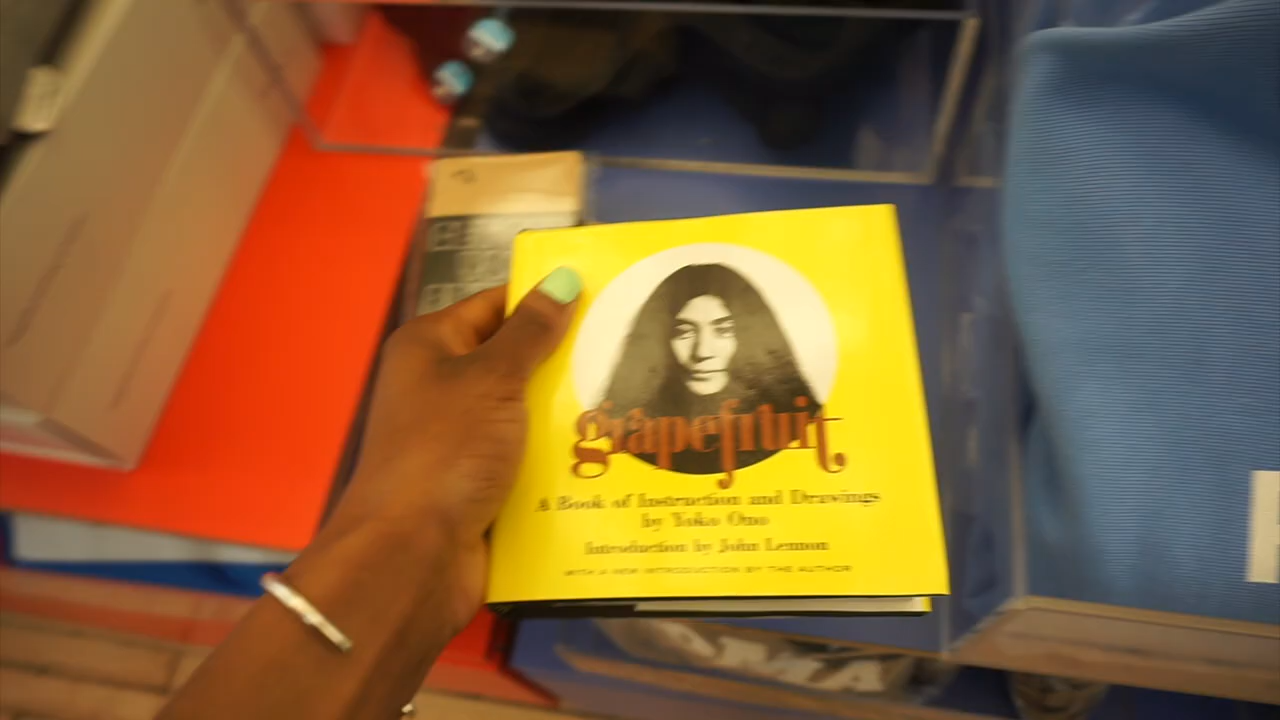 grapefruit
A Book of Instruction and Drawings
by Yoko Ono
Introduction by John Lennon
WITH A NEW INTRODUCTION BY THE AUTHOR